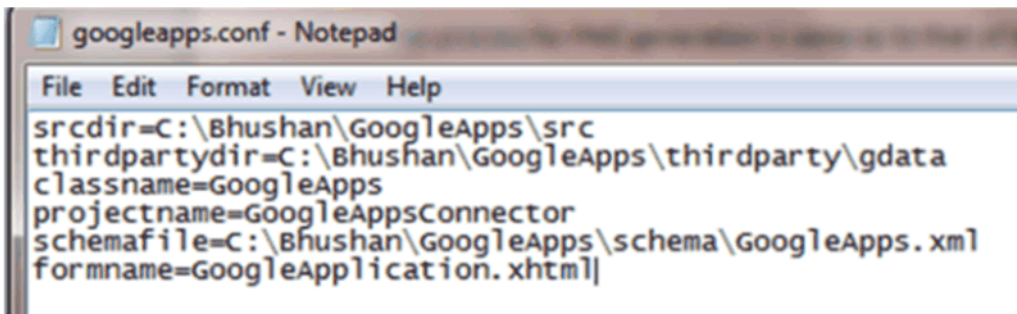 googleapps.conf - Notepad
File Edit Format View Help
srcdir=C:\Bhushan\GoogleApps\src
thirdpartydir=C:\Bhushan\GoogleApps\thirdparty\gdata
classname=GoogleApps
projectname=GoogleAppsConnector
schemafile=C:\Bhushan\GoogleApps\schema\GoogleApps.xml
formname=GoogleApplication.xhtml